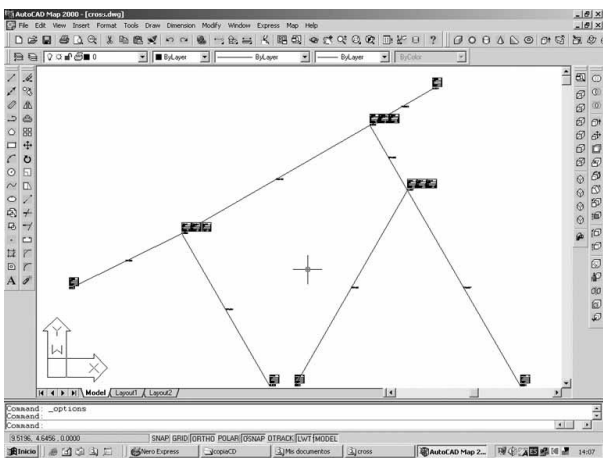 AutoCAD Map 2000 - [cross.dwg]
File Edit View Insert Format Tools Draw Dimension Modify Window Express Map Help
0 ByLayer ByLayer ByLayer ByColor
Y
W
X
Model Layout1 Layout2
Command: _options
Command:
Command:
9.5196, 4.6456, 0.0000 SNAP GRID ORTHO POLAR OSNAP OTRACK LWT MODEL
Inicio Nero Express copiaCD Mis documentos cross AutoCAD Map 2... 14:07